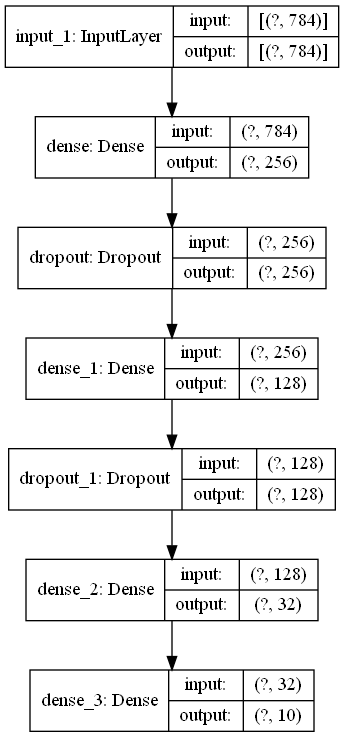 input_1: InputLayer
input: [(?, 784)]
output: [(?, 784)]
dense: Dense
input: (?, 784)
output: (?, 256)
dropout: Dropout
input: (?, 256)
output: (?, 256)
dense_1: Dense
input: (?, 256)
output: (?, 128)
dropout_1: Dropout
input: (?, 128)
output: (?, 128)
dense_2: Dense
input: (?, 128)
output: (?, 32)
dense_3: Dense
input: (?, 32)
output: (?, 10)